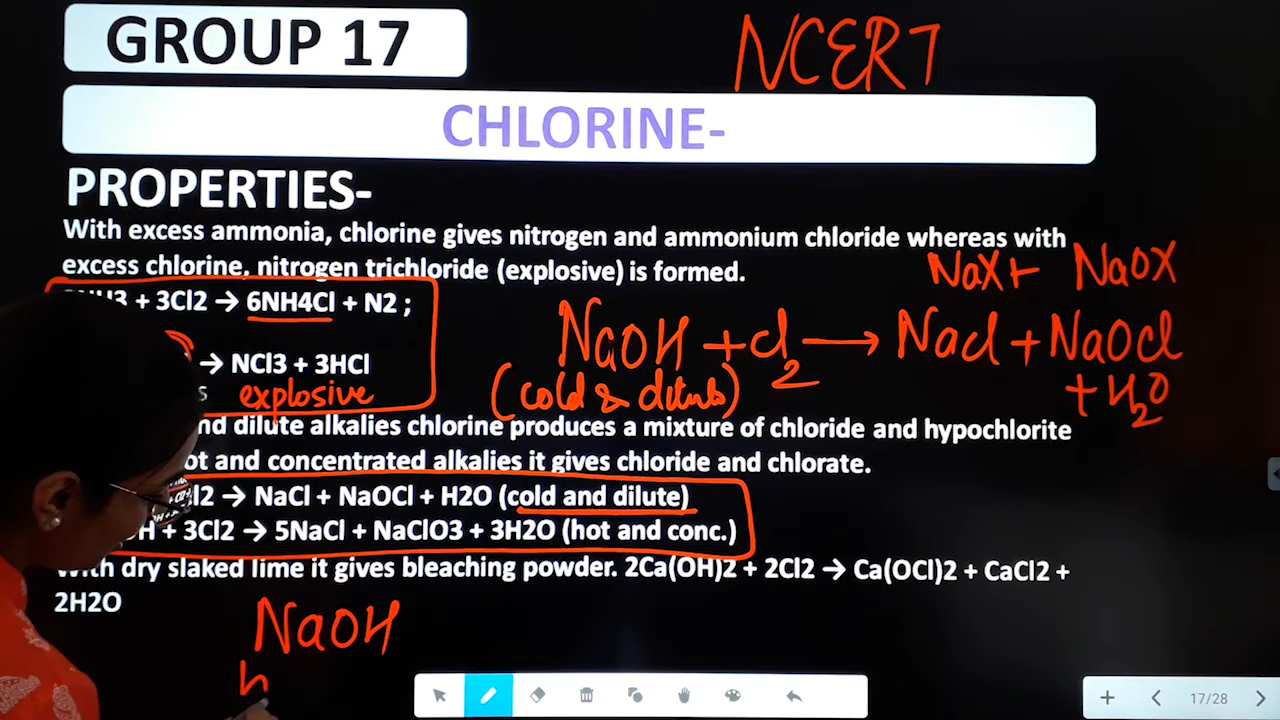 GROUP 17
NCERT
CHLORINE-
PROPERTIES-
With excess ammonia, chlorine gives nitrogen and ammonium chloride whereas with
excess chlorine, nitrogen trichloride (explosive) is formed.
NaX+ NaOX
+ 3Cl2 → 6NH4Cl + N2 ;
NaOH + Cl2 → NaCl + NaOCl
+ H2O
(cold & dilute)
→ NCl3 + 3HCl
explosive
and dilute alkalies chlorine produces a mixture of chloride and hypochlorite
and concentrated alkalies it gives chloride and chlorate.
→ NaCl + NaOCl + H2O (cold and dilute)
+ 3Cl2 → 5NaCl + NaClO3 + 3H2O (hot and conc.)
With dry slaked lime it gives bleaching powder. 2Ca(OH)2 + 2Cl2 → Ca(OCl)2 + CaCl2 +
2H2O
NaOH
h
17/28